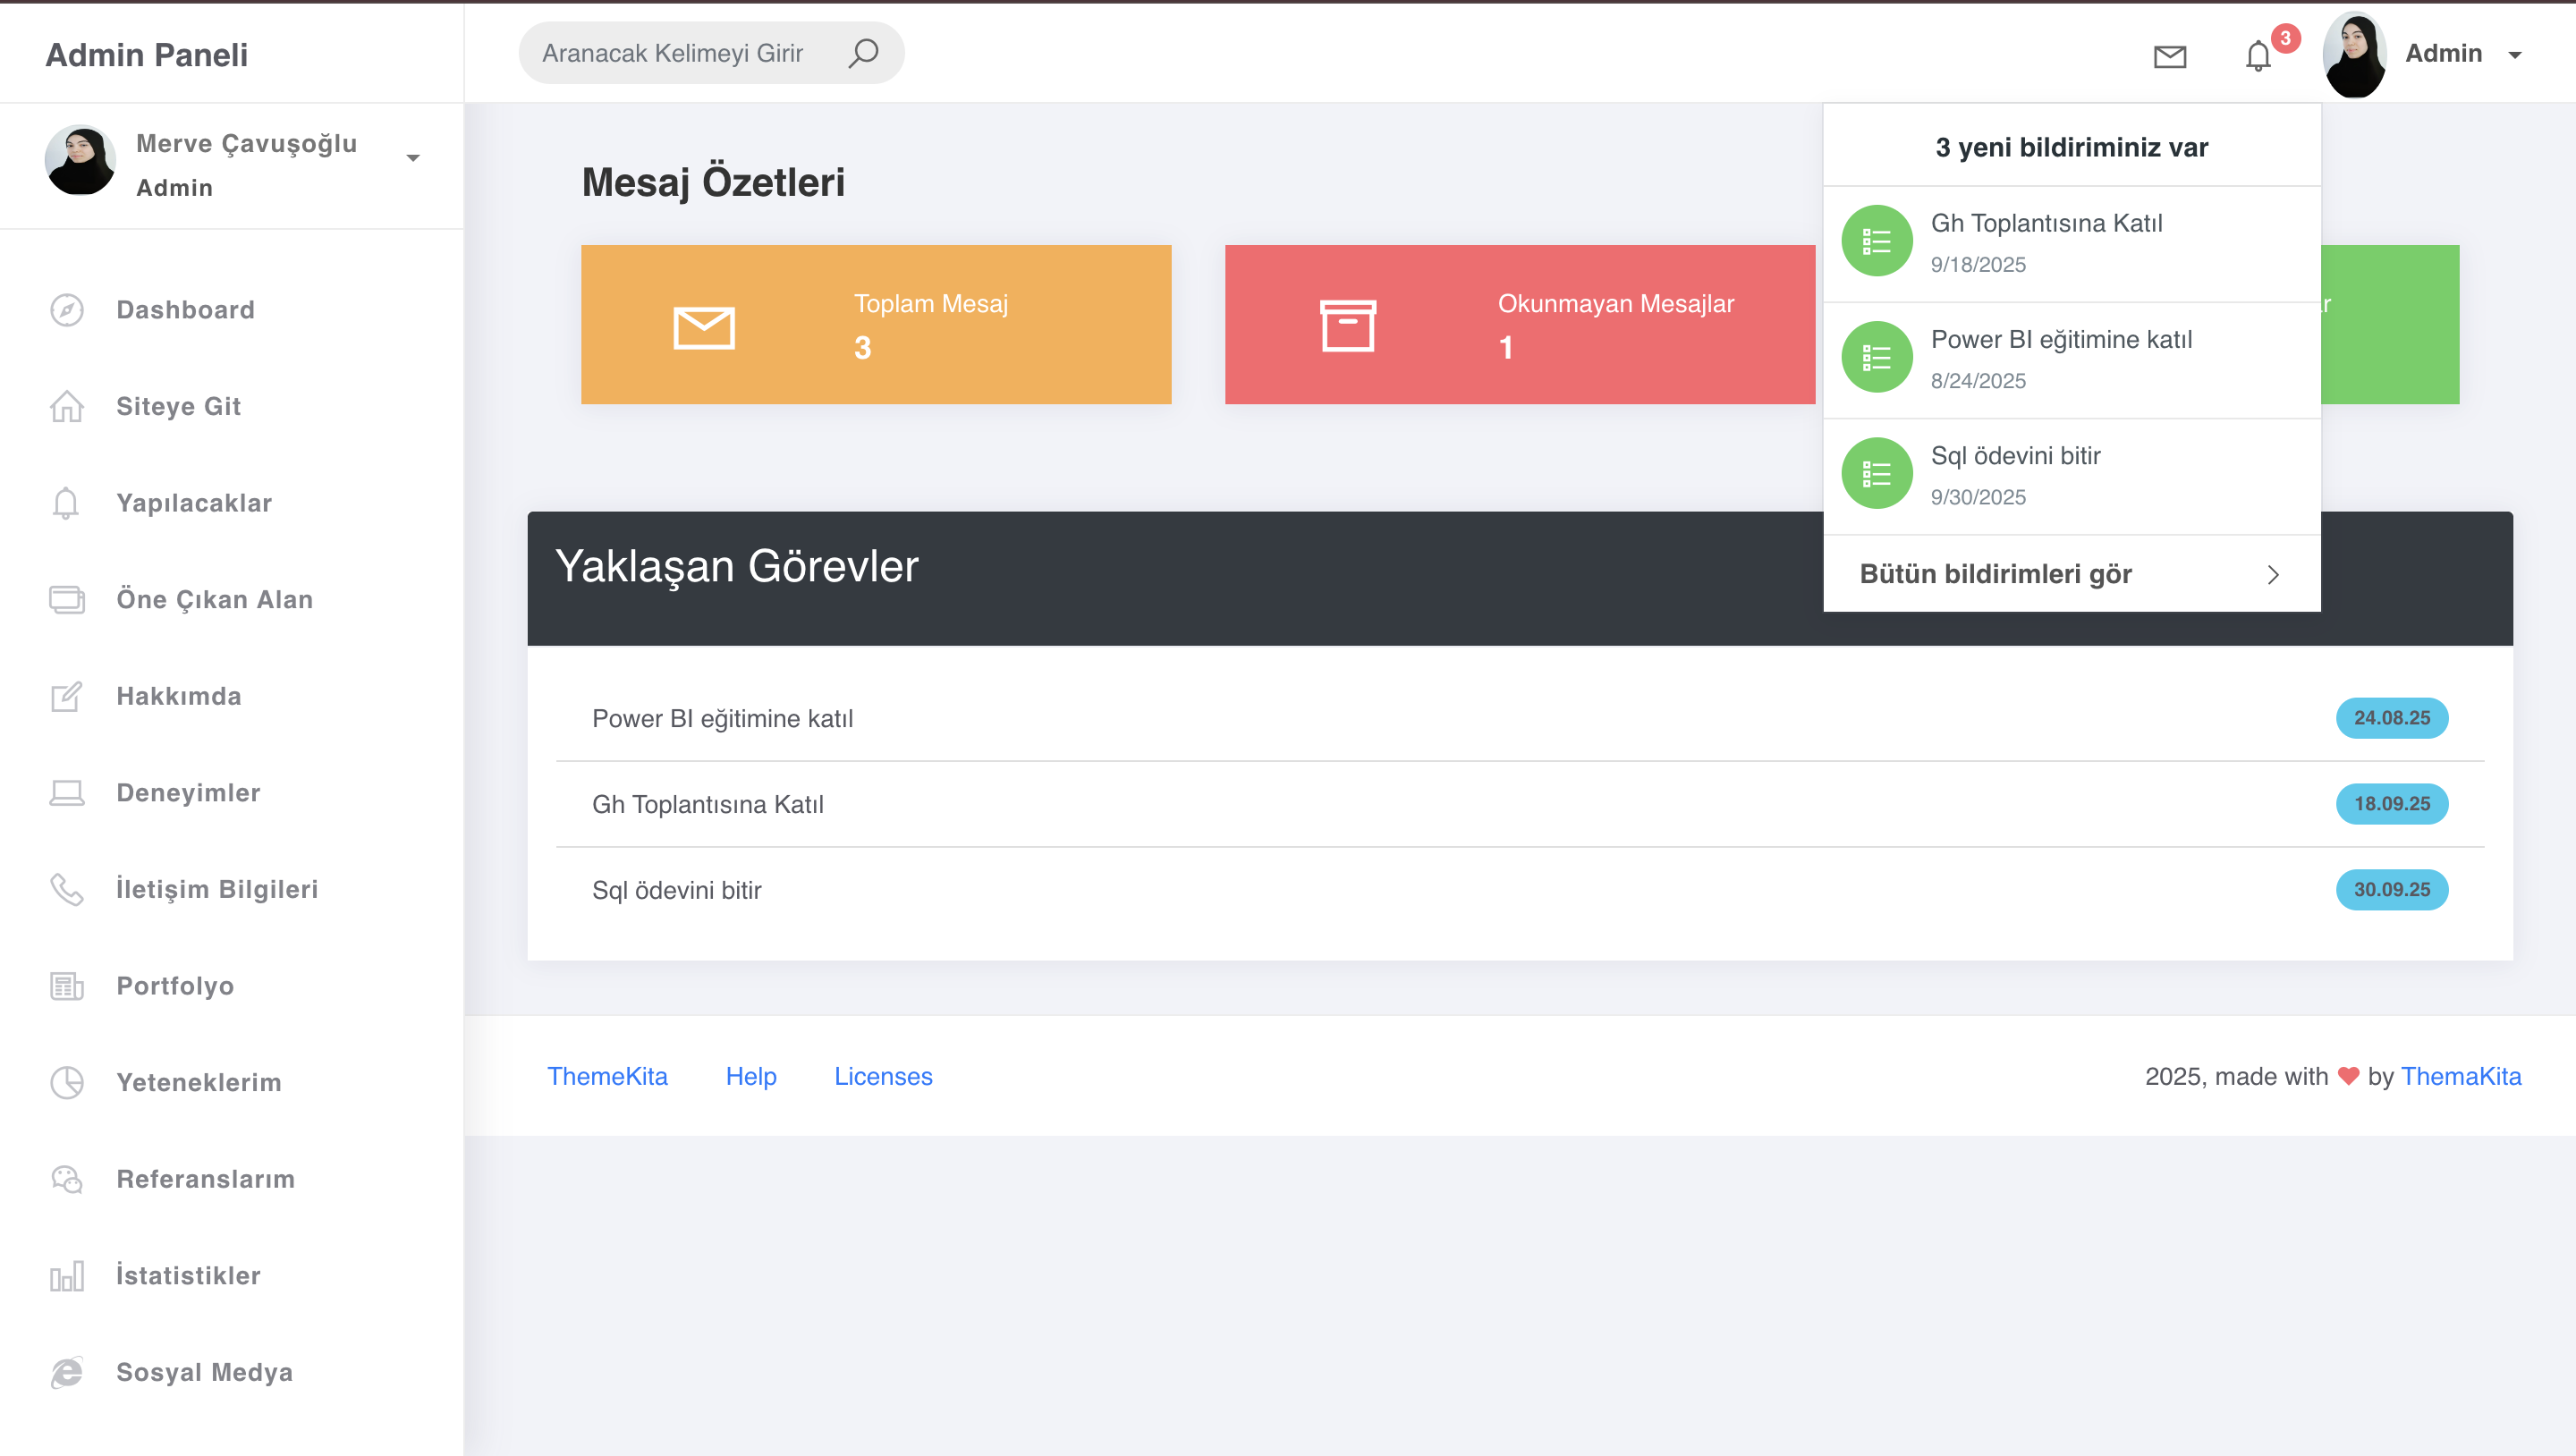 Admin Paneli
Aranacak Kelimeyi Girir
3
Admin
Merve Çavuşoğlu
Admin
Dashboard
Siteye Git
Yapılacaklar
Öne Çıkan Alan
Hakkımda
Deneyimler
İletişim Bilgileri
Portfolyo
Yeteneklerim
Referanslarım
İstatistikler
Sosyal Medya
Mesaj Özetleri
Toplam Mesaj
3
Okunmayan Mesajlar
1
3 yeni bildiriminiz var
Gh Toplantısına Katıl
9/18/2025
Power BI eğitimine katıl
8/24/2025
Sql ödevini bitir
9/30/2025
Bütün bildirimleri gör
Yaklaşan Görevler
Power BI eğitimine katıl 24.08.25
Gh Toplantısına Katıl 18.09.25
Sql ödevini bitir 30.09.25
ThemeKita Help Licenses
2025, made with by ThemaKita